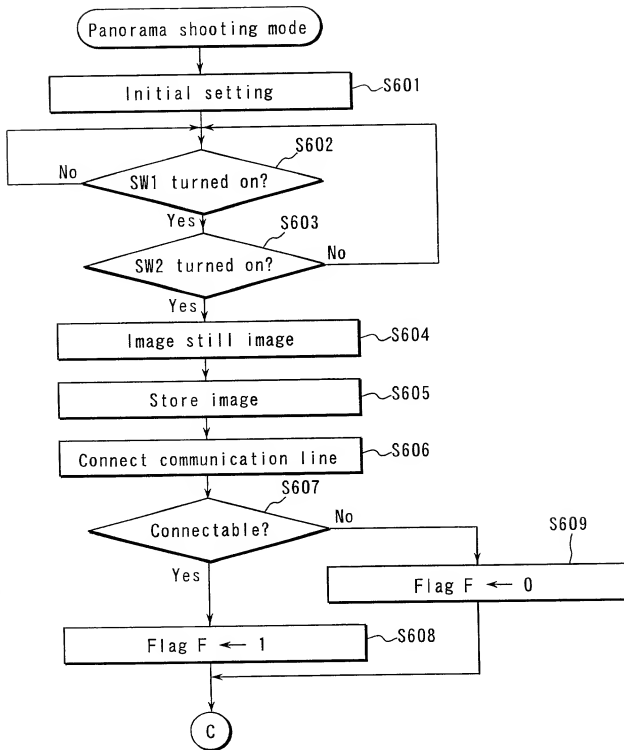 Panorama shooting mode
Initial setting
S601
S602
SW1 turned on?
No
Yes
S603
SW2 turned on?
No
Yes
Image still image
S604
Store image
S605
Connect communication line
S606
S607
Connectable?
No
Yes
S609
Flag F ← 0
Flag F ← 1
S608
C